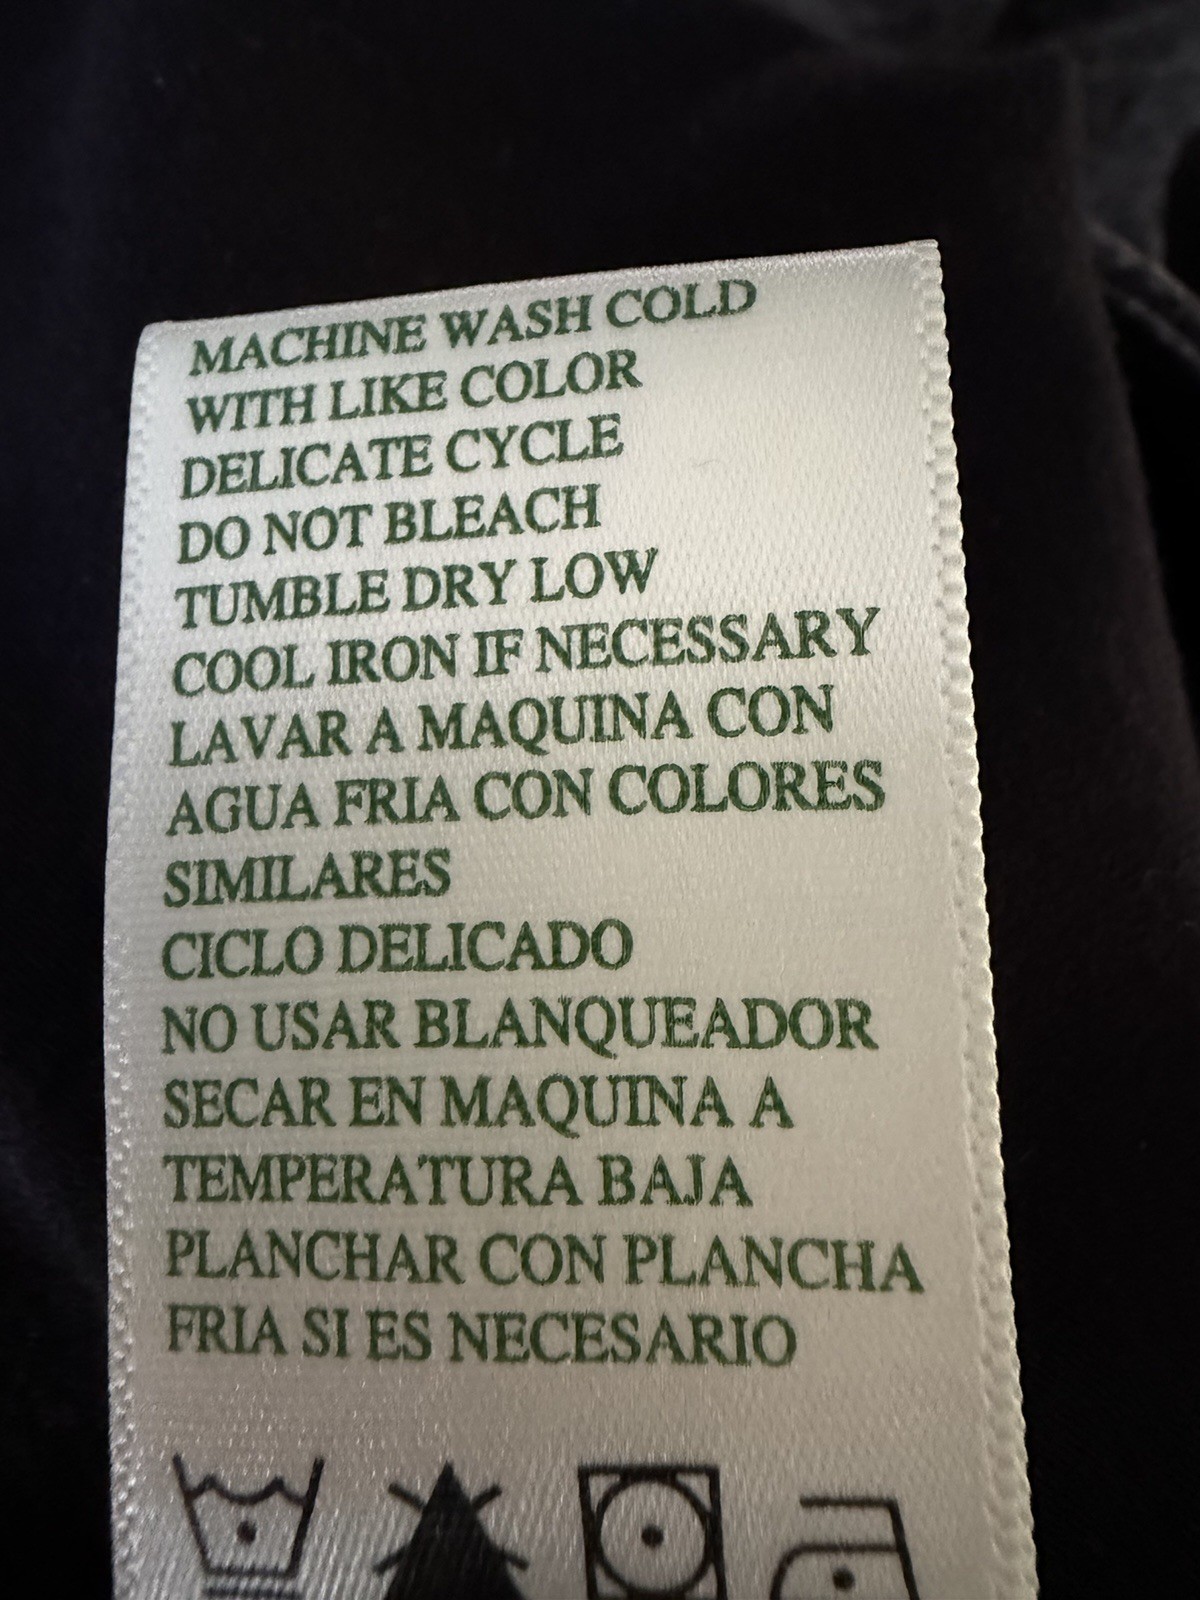 MACHINE WASH COLD
WITH LIKE COLOR
DELICATE CYCLE
DO NOT BLEACH
TUMBLE DRY LOW
COOL IRON IF NECESSARY
LAVAR A MAQUINA CON
AGUA FRIA CON COLORES
SIMILARES
CICLO DELICADO
NO USAR BLANQUEADOR
SECAR EN MAQUINA A
TEMPERATURA BAJA
PLANCHAR CON PLANCHA
FRIA SI ES NECESARIO